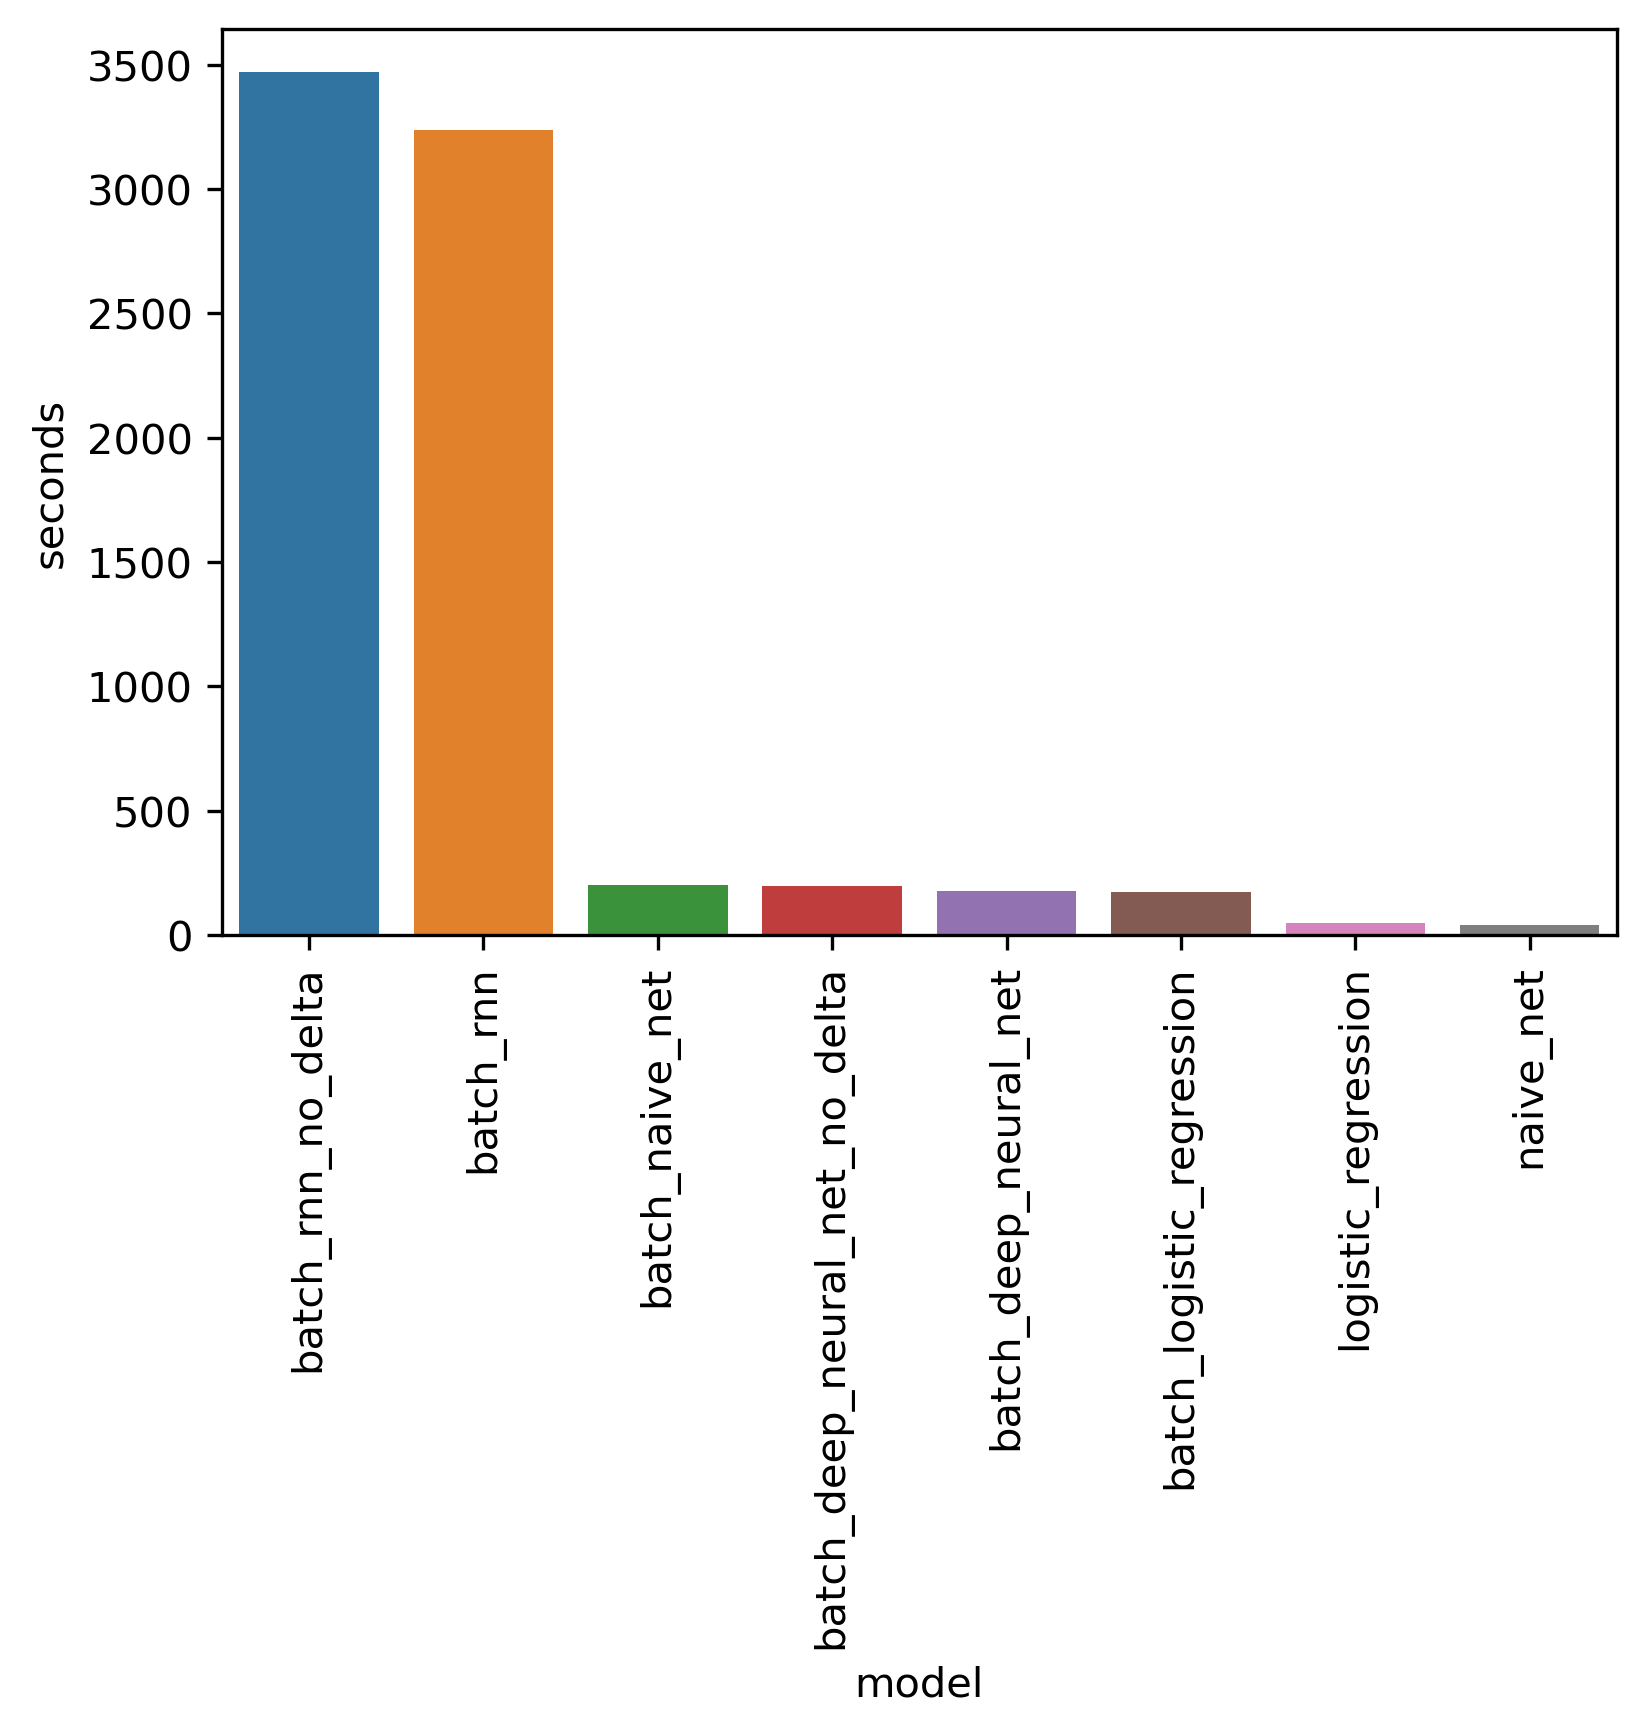 3500
3000
2500
2000
1500
1000
500
0
seconds
batch_rnn_no_delta
batch_rnn
batch_naive_net
batch_deep_neural_net_no_delta
batch_deep_neural_net
batch_logistic_regression
logistic_regression
naive_net
model